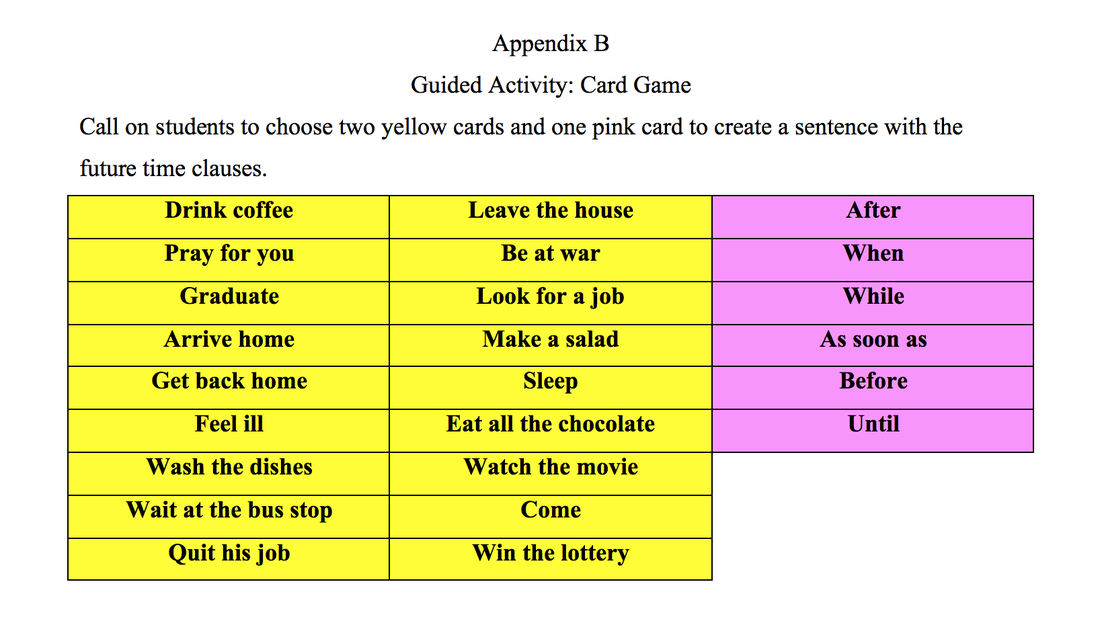 Appendix B
Guided Activity: Card Game
Call on students to choose two yellow cards and one pink card to create a sentence with the
future time clauses.
Drink coffee Leave the house After
Pray for you Be at war When
Graduate Look for a job While
Arrive home Make a salad As soon as
Get back home Sleep Before
Feel ill Eat all the chocolate Until
Wash the dishes Watch the movie
Wait at the bus stop Come
Quit his job Win the lottery